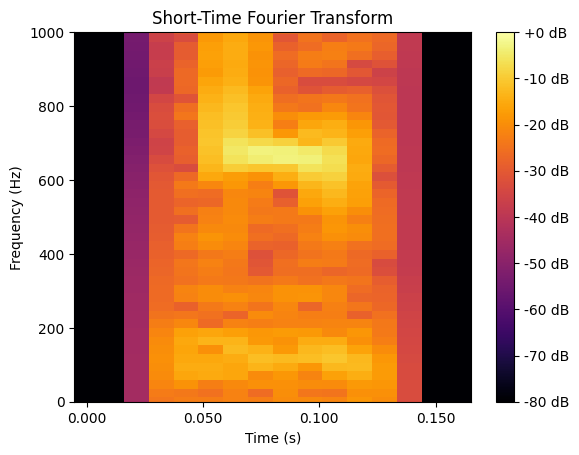 Short-Time Fourier Transform
1000
800
600
400
200
0
Frequency (Hz)
0.000
0.050
0.100
0.150
Time (s)
+0 dB
-10 dB
-20 dB
-30 dB
-40 dB
-50 dB
-60 dB
-70 dB
-80 dB